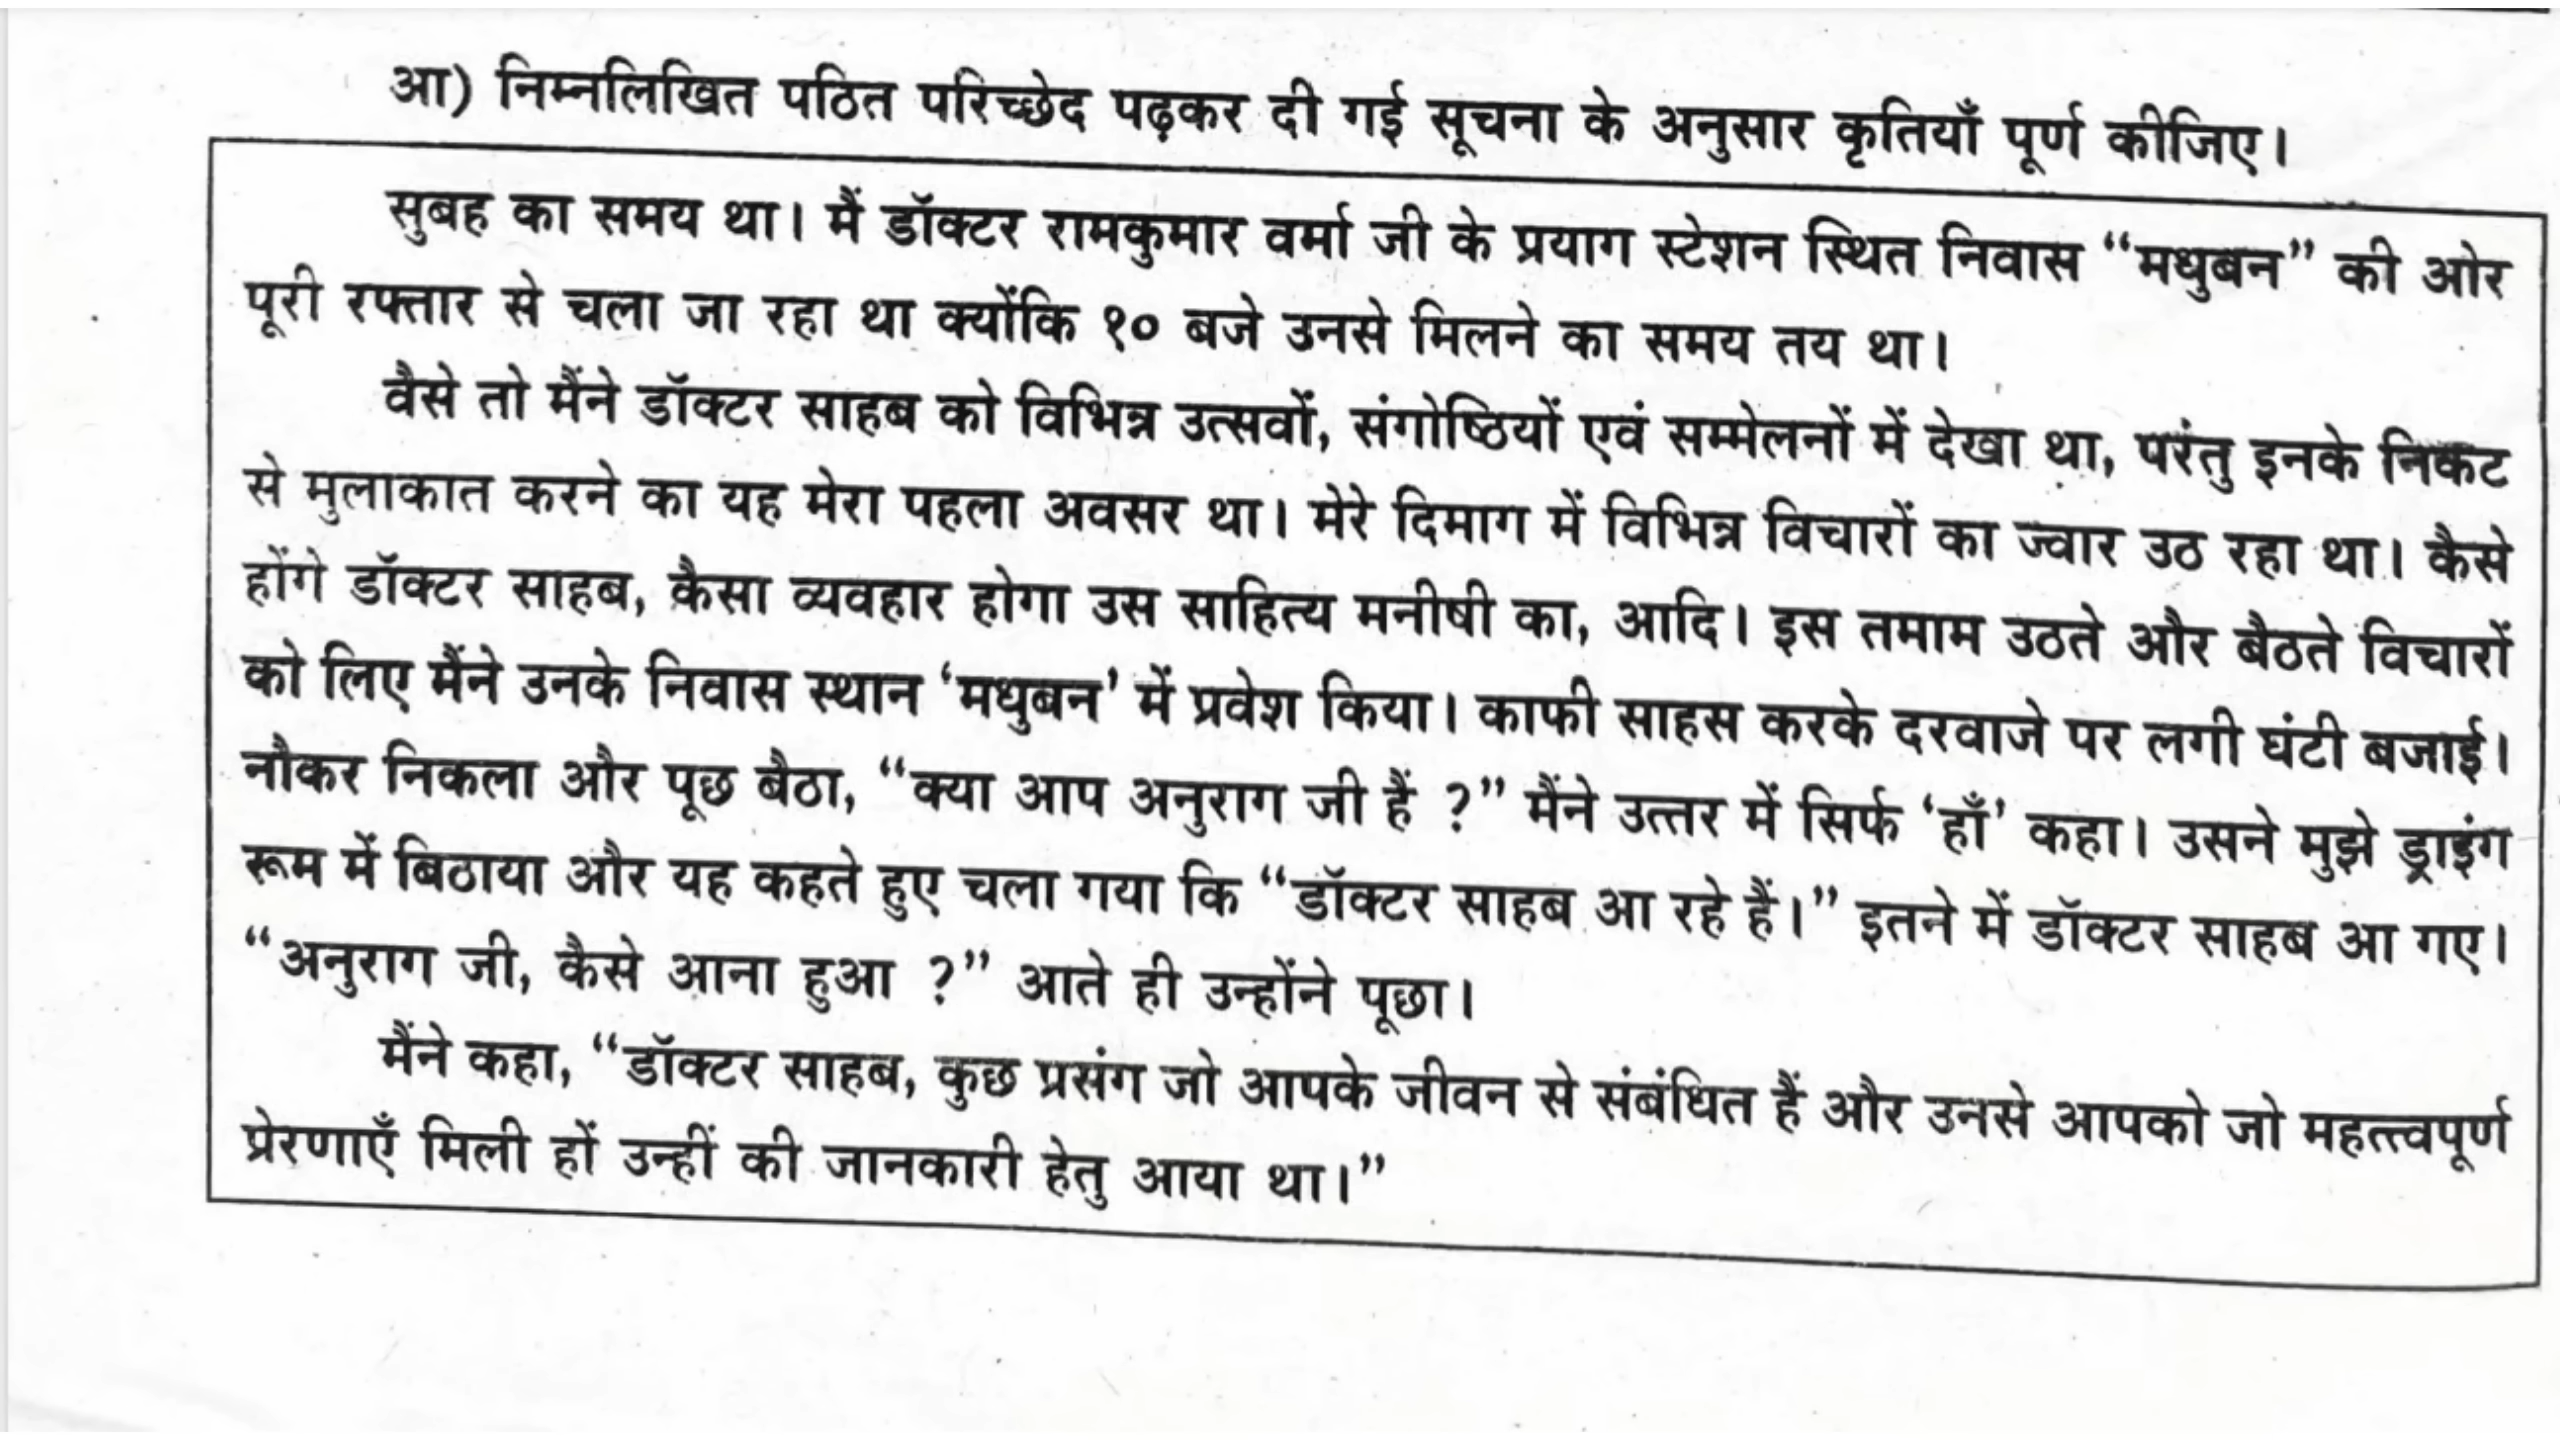 आ) निम्नलिखित पठित परिच्छेद पढ़कर दी गई सूचना के अनुसार कृतियाँ पूर्ण कीजिए।
सुबह का समय था। मैं डॉक्टर रामकुमार वर्मा जी के प्रयाग स्टेशन स्थित निवास “मधुबन” की ओर
पूरी रफ्तार से चला जा रहा था क्योंकि १० बजे उनसे मिलने का समय तय था।
वैसे तो मैंने डॉक्टर साहब को विभिन्न उत्सवों, संगोष्ठियों एवं सम्मेलनों में देखा था, परंतु इनके निकट
से मुलाकात करने का यह मेरा पहला अवसर था। मेरे दिमाग में विभिन्न विचारों का ज्वार उठ रहा था। कैसे
होंगे डॉक्टर साहब, कैसा व्यवहार होगा उस साहित्य मनीषी का, आदि। इस तमाम उठते और बैठते विचारों
को लिए मैंने उनके निवास स्थान ‘मधुबन’ में प्रवेश किया। काफी साहस करके दरवाजे पर लगी घंटी बजाई।
नौकर निकला और पूछ बैठा, “क्या आप अनुराग जी हैं ?” मैंने उत्तर में सिर्फ ‘हाँ’ कहा। उसने मुझे ड्राइंग
रूम में बिठाया और यह कहते हुए चला गया कि “डॉक्टर साहब आ रहे हैं।” इतने में डॉक्टर साहब आ गए।
“अनुराग जी, कैसे आना हुआ ?” आते ही उन्होंने पूछा।
मैंने कहा, “डॉक्टर साहब, कुछ प्रसंग जो आपके जीवन से संबंधित हैं और उनसे आपको जो महत्त्वपूर्ण
प्रेरणाएँ मिली हों उन्हीं की जानकारी हेतु आया था।”